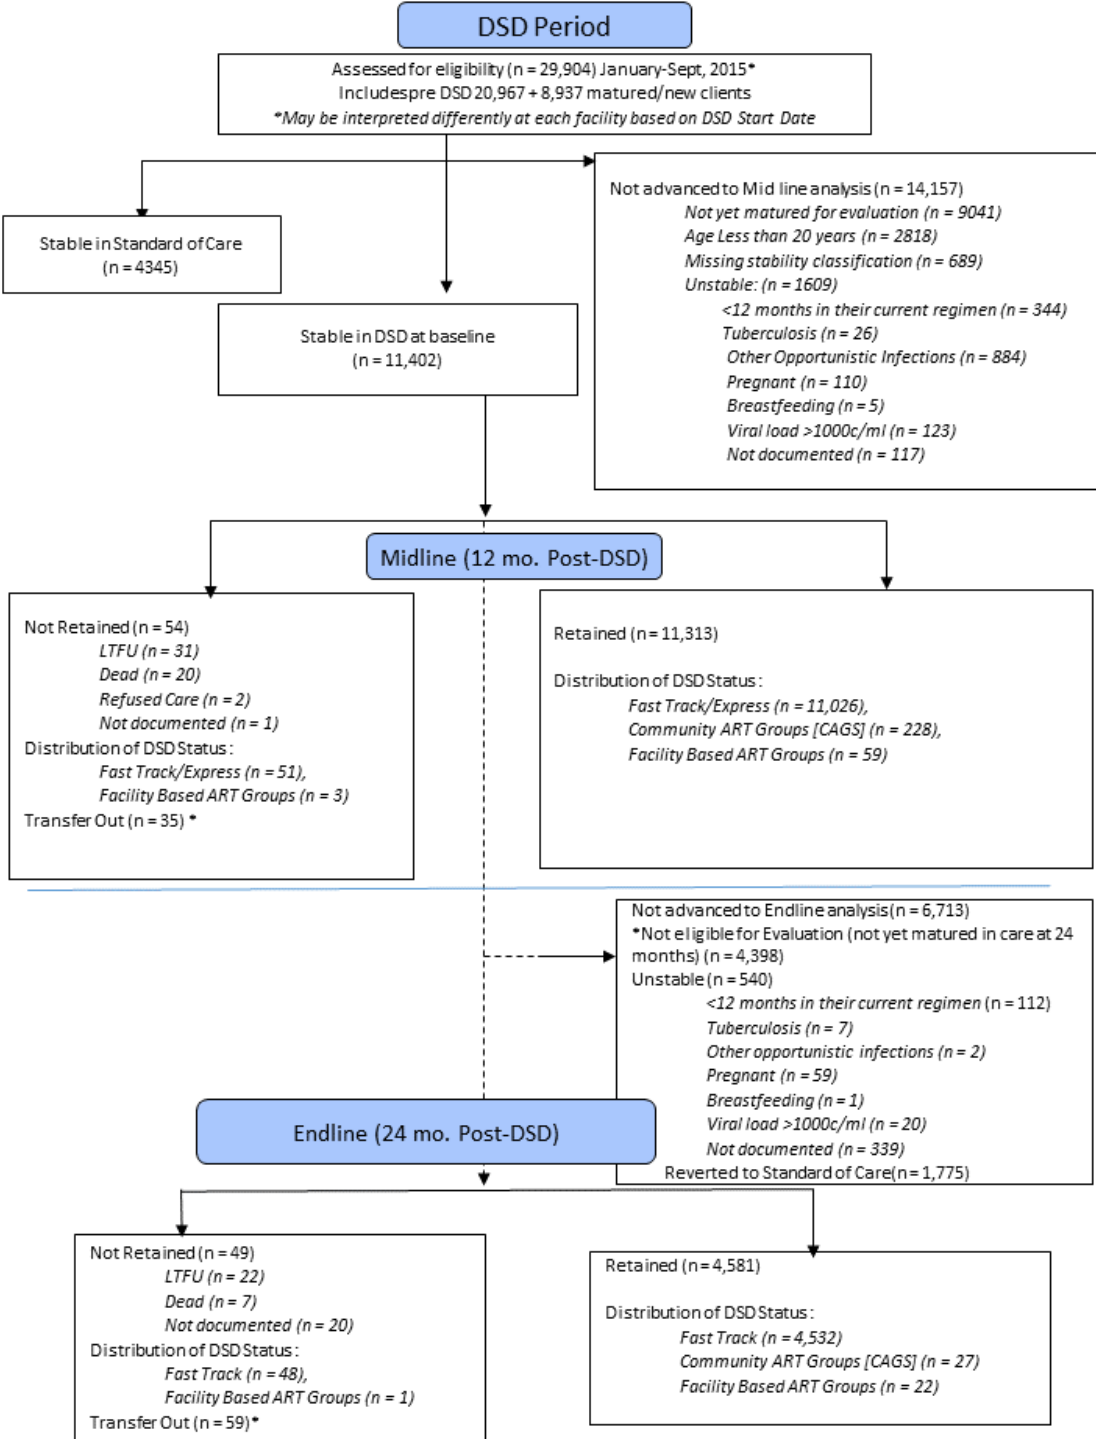 DSD Period
Assessed for eligibility (n = 29,904) January-Sept, 2015*
Includespre DSD 20,967 + 8,937 matured/new clients
*May be interpreted differently at each facility based on DSD Start Date
Stable in Standard of Care
(n = 4345)
Not advanced to Mid line analysis (n = 14,157)
Not yet matured for evaluation (n = 9041)
Age Less than 20 years (n = 2818)
Missing stability classification (n = 689)
Unstable: (n = 1609)
<12 months in their current regimen (n = 344)
Tuberculosis (n = 26)
Other Opportunistic Infections (n = 884)
Pregnant (n = 110)
Breastfeeding (n = 5)
Viral load >1000c/ml (n = 123)
Not documented (n = 117)
Stable in DSD at baseline
(n = 11,402)
Midline (12 mo. Post-DSD)
Not Retained (n = 54)
LTFU (n = 31)
Dead (n = 20)
Refused Care (n = 2)
Not documented (n = 1)
Distribution of DSD Status:
Fast Track/Express (n = 51),
Facility Based ART Groups (n = 3)
Transfer Out (n = 35) *
Retained (n = 11,313)
Distribution of DSD Status:
Fast Track/Express (n = 11,026),
Community ART Groups [CAGS] (n = 228),
Facility Based ART Groups (n = 59)
Not advanced to Endline analysis (n = 6,713)
*Not eligible for Evaluation (not yet matured in care at 24
months) (n = 4,398)
Unstable (n = 540)
<12 months in their current regimen (n = 112)
Tuberculosis (n = 7)
Other opportunistic infections (n = 2)
Pregnant (n = 59)
Breastfeeding (n = 1)
Viral load >1000c/ml (n = 20)
Not documented (n = 339)
Reverted to Standard of Care(n = 1,775)
Endline (24 mo. Post-DSD)
Not Retained (n = 49)
LTFU (n = 22)
Dead (n = 7)
Not documented (n = 20)
Distribution of DSD Status:
Fast Track (n = 48),
Facility Based ART Groups (n = 1)
Transfer Out (n = 59)*
Retained (n = 4,581)
Distribution of DSD Status:
Fast Track (n = 4,532)
Community ART Groups [CAGS] (n = 27)
Facility Based ART Groups (n = 22)